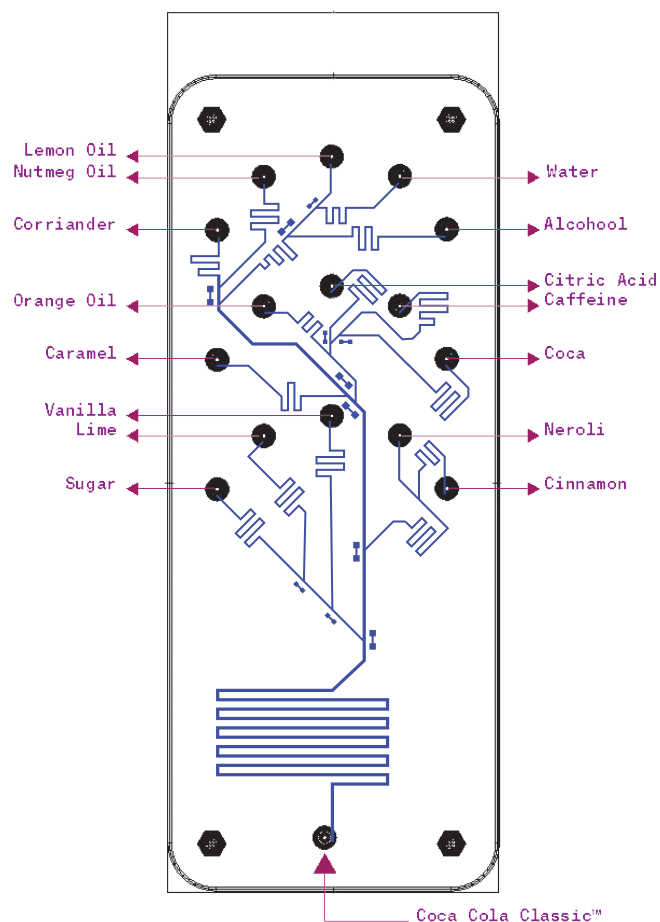 Lemon Oil
Nutmeg Oil
Water
Corriander
Alcohool
Citric Acid
Orange Oil
Caffeine
Caramel
Coca
Vanilla
Lime
Neroli
Sugar
Cinnamon
Coca Cola Classic™